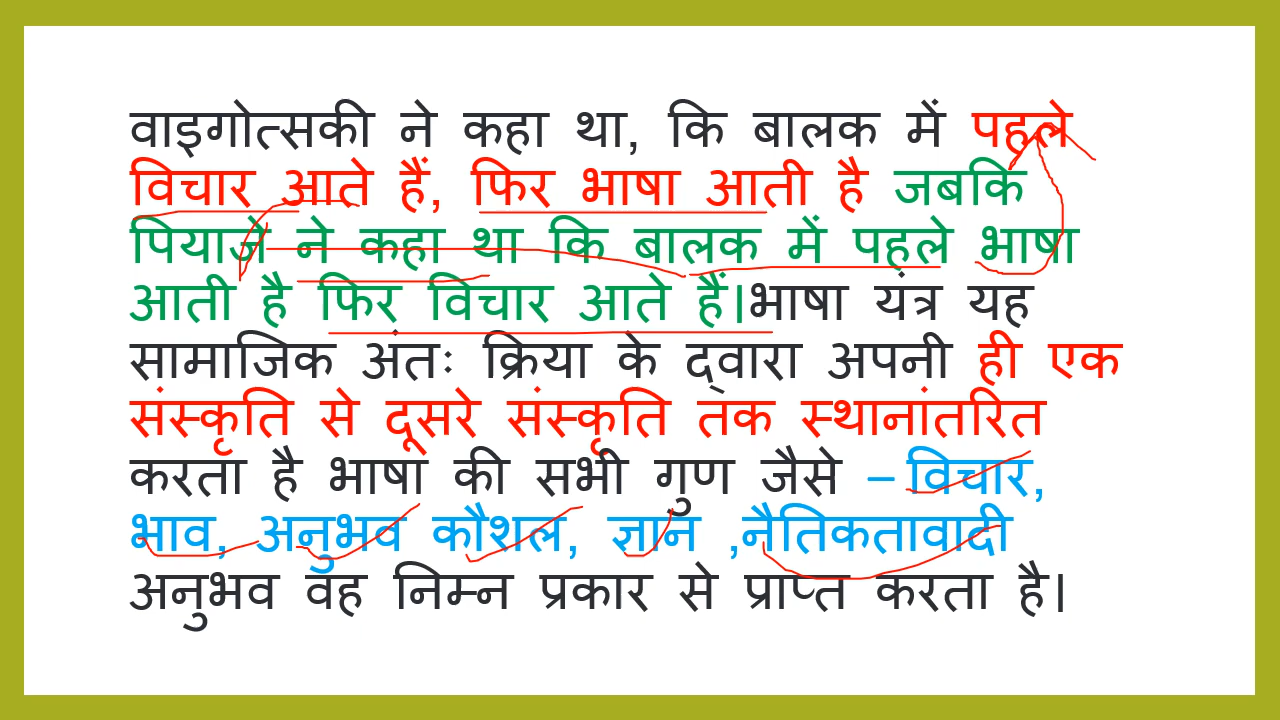 वाइगोत्सकी ने कहा था, कि बालक में पहले
विचार आते हैं, फिर भाषा आती है जबकि
पियाजे ने कहा था कि बालक में पहले भाषा
आती है फिर विचार आते हैं।भाषा यंत्र यह
सामाजिक अंतः क्रिया के द्वारा अपनी ही एक
संस्कृति से दूसरे संस्कृति तक स्थानांतरित
करता है भाषा की सभी गुण जैसे – विचार,
भाव, अनुभव कौशल, ज्ञान ,नैतिकतावादी
अनुभव वह निम्न प्रकार से प्राप्त करता है।